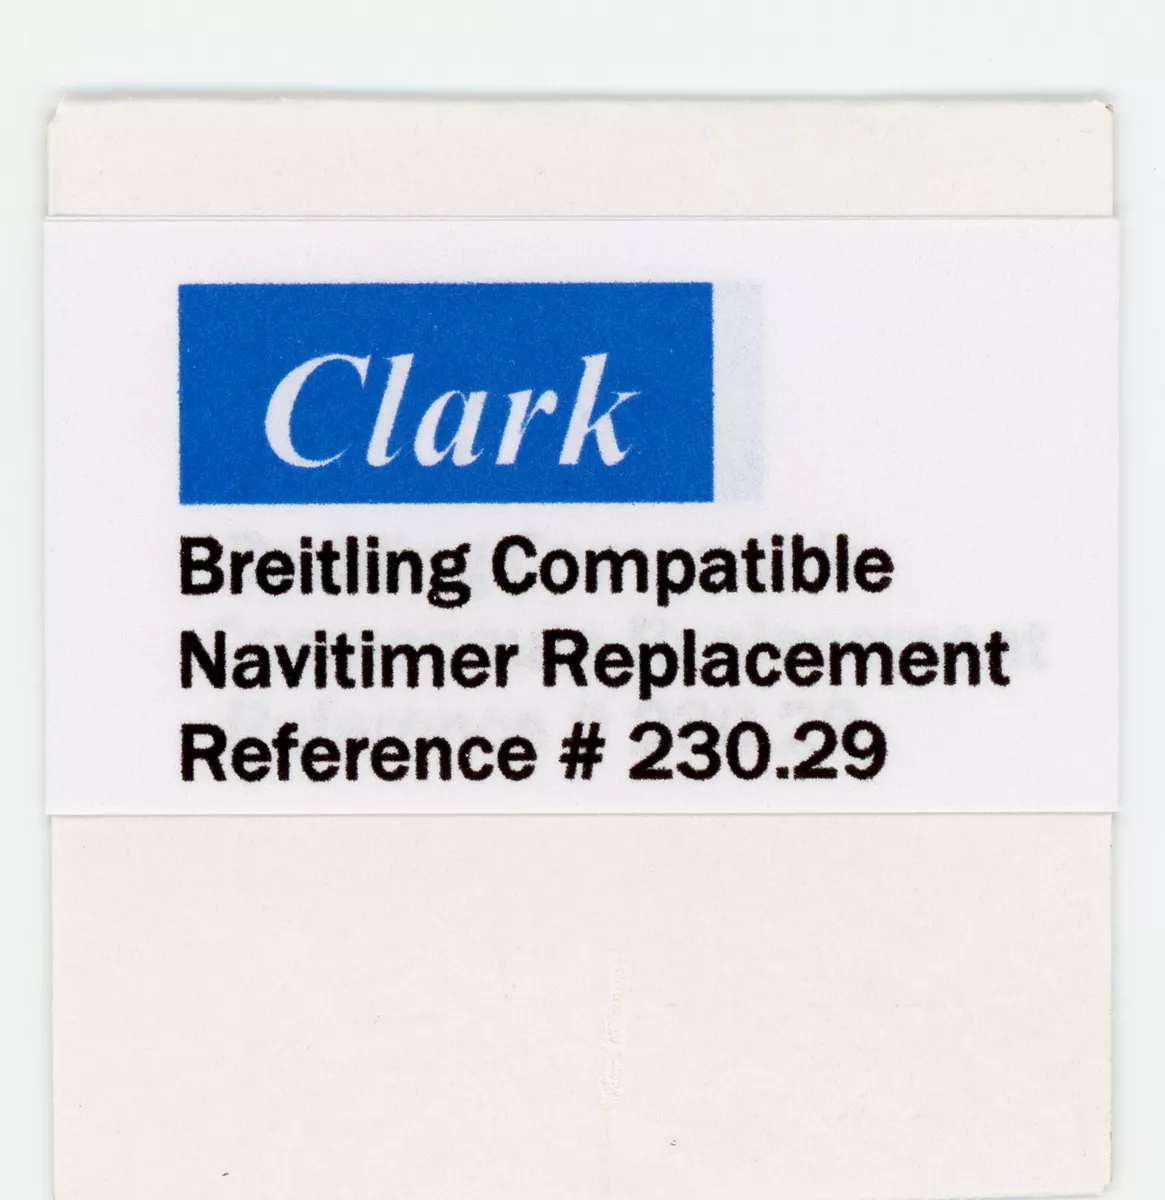 Clark
Breitling Compatible
Navitimer Replacement
Reference # 230.29